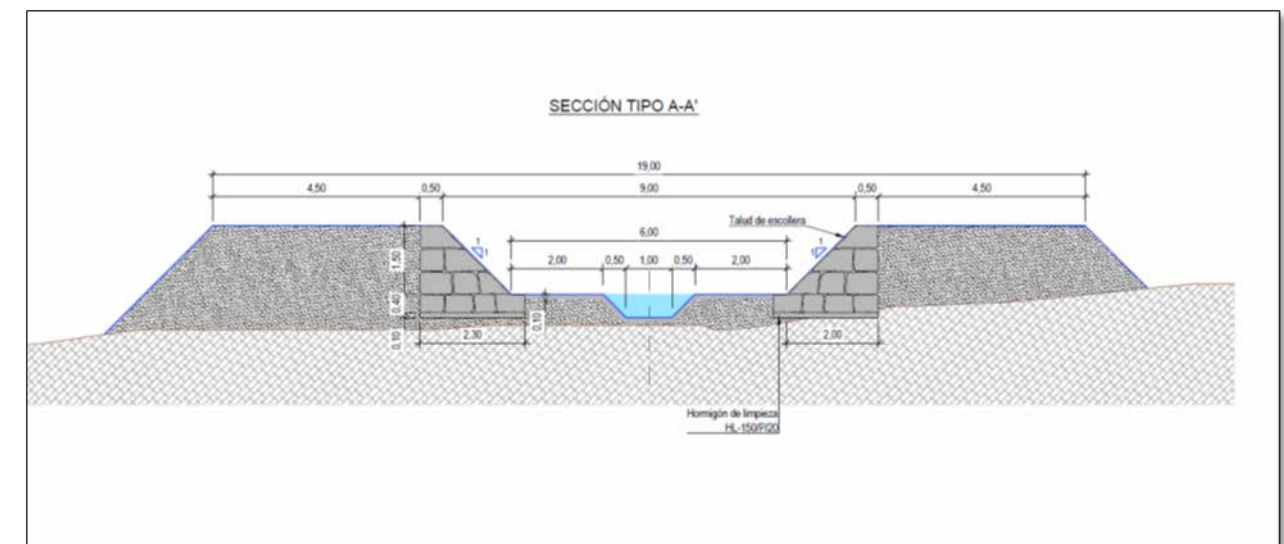 SECCIÓN TIPO A-A'
19,00
4,50 0,50 9,00 0,50 4,50
Talud de escollera
6,00
1 1
1 1
2,00 0,50 1,00 0,50 2,00
1,50
0,40
0,10
0,10
2,30 2,00
Hormigón de limpieza
HL-150/P/20